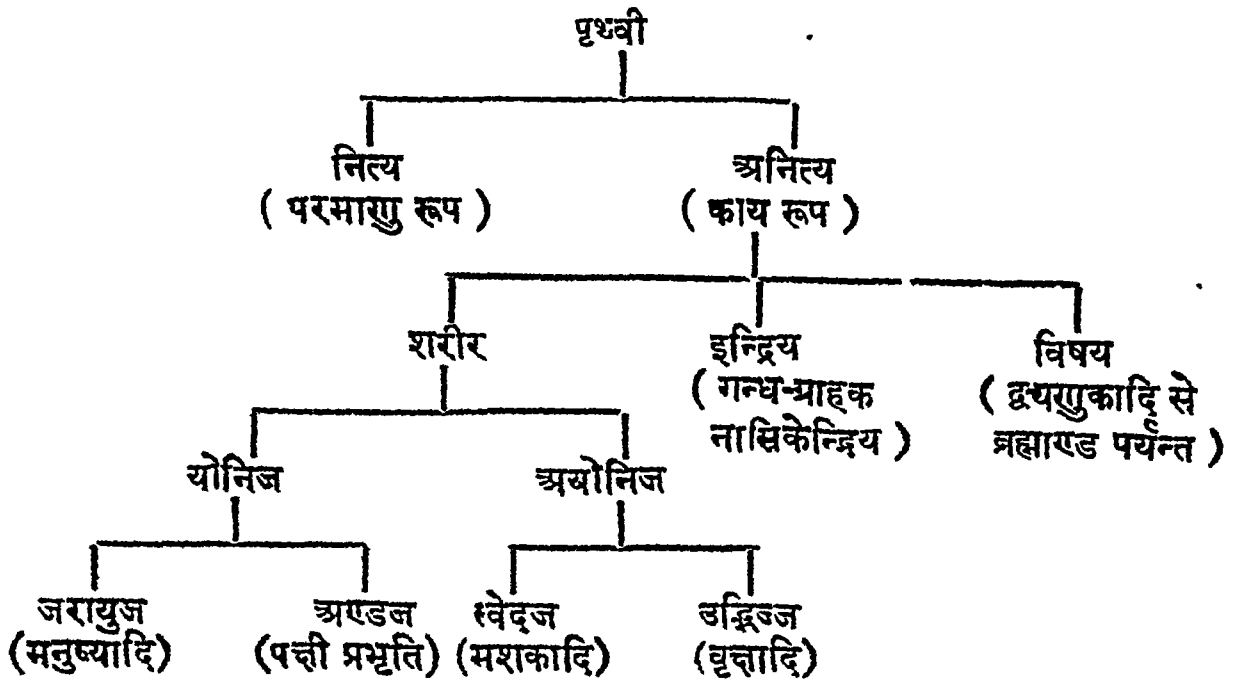 पृथ्वी
नित्य
( परमाणु रूप )
अनित्य
( काय रूप )
शरीर
इन्द्रिय
( गन्ध-ग्राहक
नासिकेन्द्रिय )
विषय
( द्व्यणुकादि से
ब्रह्माण्ड पर्यन्त )
योनिज
अयोनिज
जरायुज
(मनुष्यादि)
अण्डज
(पक्षी प्रभृति)
स्वेदज
(मशकादि)
उद्भिज्ज
(वृक्षादि)